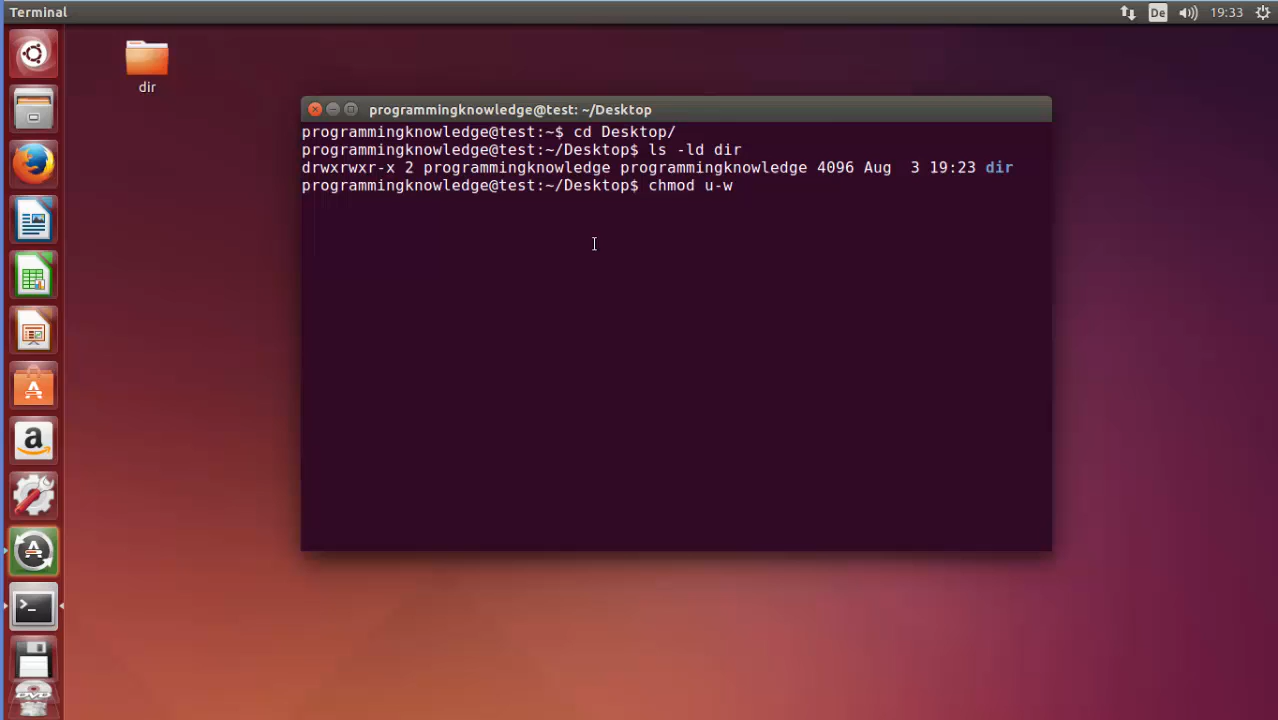 Terminal
De
19:33
dir
programmingknowledge@test: ~/Desktop
programmingknowledge@test:~$ cd Desktop/
programmingknowledge@test:~/Desktop$ ls -ld dir
drwxrwxr-x 2 programmingknowledge programmingknowledge 4096 Aug  3 19:23 dir
programmingknowledge@test:~/Desktop$ chmod u-w